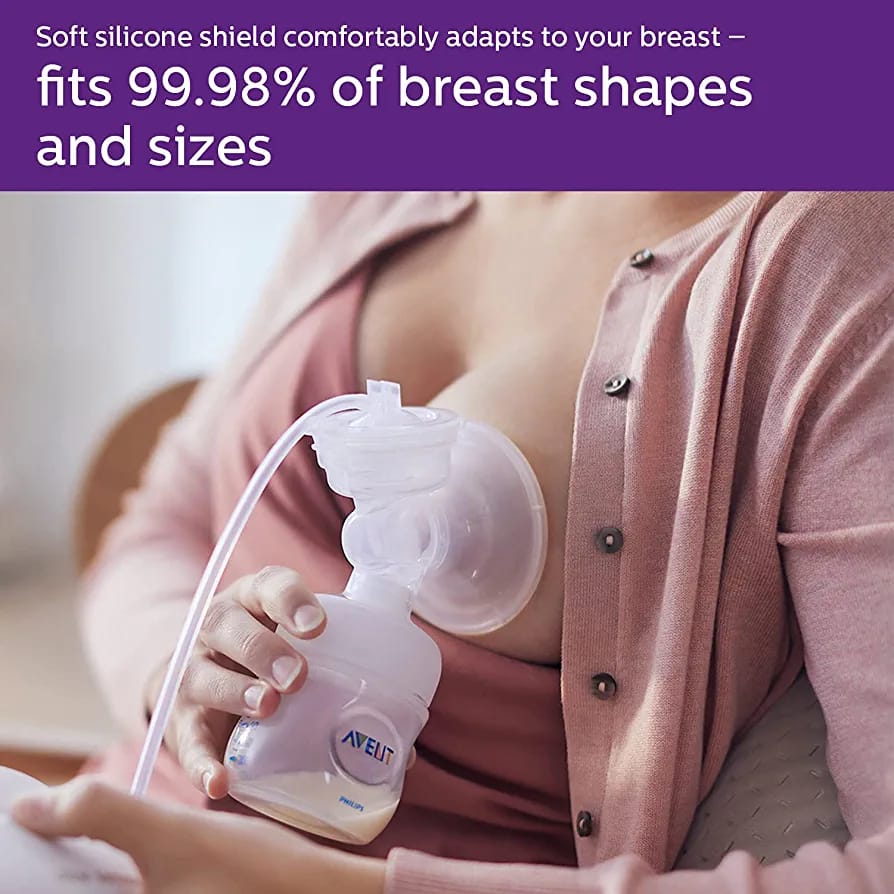 Soft silicone shield comfortably adapts to your breast –
fits 99.98% of breast shapes
and sizes
AVENT
PHILIPS